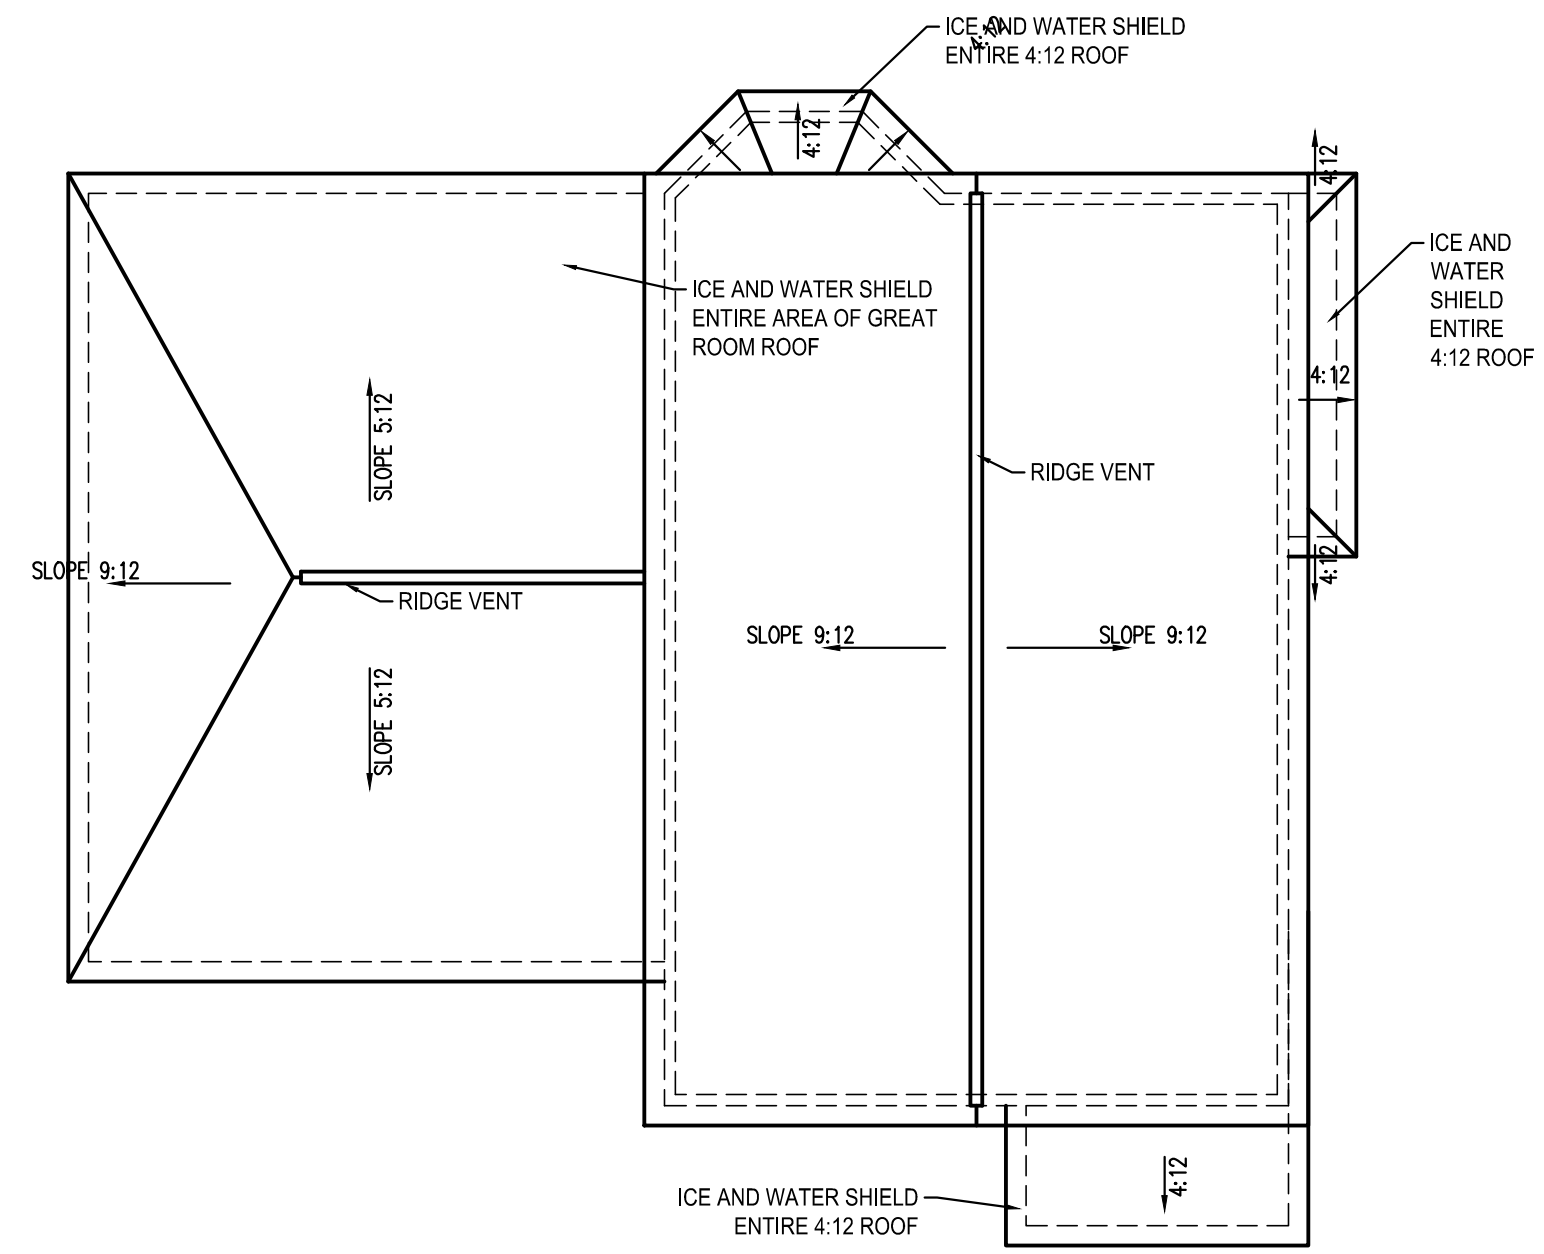 ICE AND WATER SHIELD
ENTIRE 4:12 ROOF
4:12
4:12
4:12
ICE AND
WATER
SHIELD
ENTIRE
4:12 ROOF
ICE AND WATER SHIELD
ENTIRE AREA OF GREAT
ROOM ROOF
4:12
SLOPE 5:12
RIDGE VENT
4:12
SLOPE 9:12
RIDGE VENT
SLOPE 9:12
SLOPE 9:12
SLOPE 5:12
4:12
ICE AND WATER SHIELD
ENTIRE 4:12 ROOF